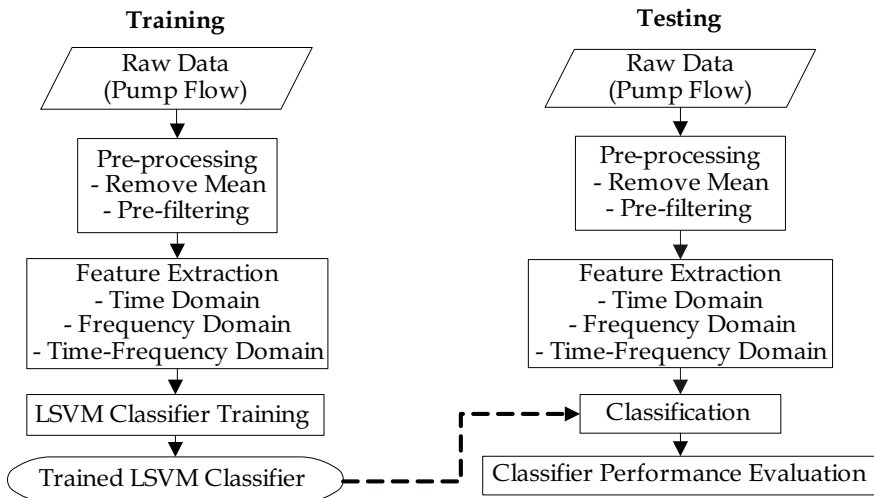 Training
Raw Data
(Pump Flow)
Pre-processing
- Remove Mean
- Pre-filtering
Feature Extraction
- Time Domain
- Frequency Domain
- Time-Frequency Domain
LSVM Classifier Training
Trained LSVM Classifier
Testing
Raw Data
(Pump Flow)
Pre-processing
- Remove Mean
- Pre-filtering
Feature Extraction
- Time Domain
- Frequency Domain
- Time-Frequency Domain
Classification
Classifier Performance Evaluation